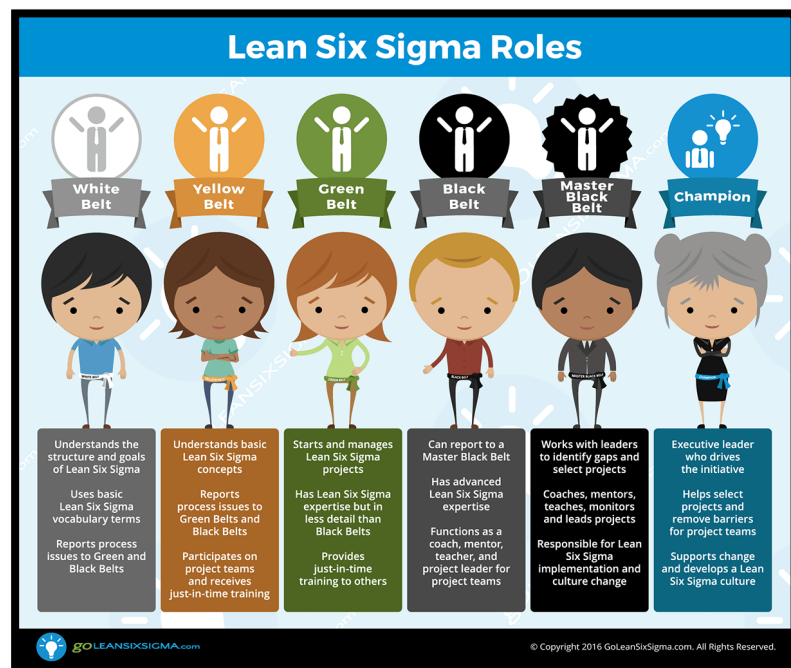 Lean Six Sigma Roles
White
Belt
Yellow
Belt
Green
Belt
Black
Belt
Master
Black
Belt
Champion
WHITE BELT
GREEN BELT
BLACK BELT
MASTER BLACK BELT
Understands the
structure and goals
of Lean Six Sigma
Uses basic
Lean Six Sigma
vocabulary terms
Reports process
issues to Green and
Black Belts
Understands basic
Lean Six Sigma
concepts
Reports
process issues to
Green Belts and
Black Belts
Participates on
project teams
and receives
just-in-time training
Starts and manages
Lean Six Sigma
projects
Has Lean Six Sigma
expertise but in
less detail than
Black Belts
Provides
just-in-time
training to others
Can report to a
Master Black Belt
Has advanced
Lean Six Sigma
expertise
Functions as a
coach, mentor,
teacher, and
project leader for
project teams
Works with leaders
to identify gaps and
select projects
Coaches, mentors,
teaches, monitors
and leads projects
Responsible for Lean
Six Sigma
implementation and
culture change
Executive leader
who drives
the initiative
Helps select
projects and
remove barriers
for project teams
Supports change
and develops a Lean
Six Sigma culture
goLEANSIXSIGMA.com
© Copyright 2016 GoLeanSixSigma.com. All Rights Reserved.